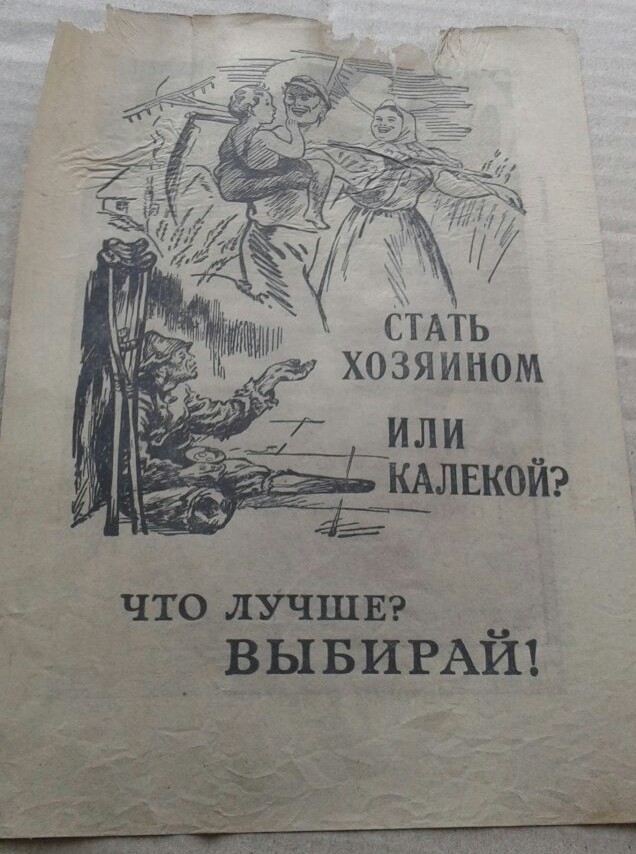 СТАТЬ
ХОЗЯИНОМ
ИЛИ
КАЛЕКОЙ?
ЧТО ЛУЧШЕ?
ВЫБИРАЙ!